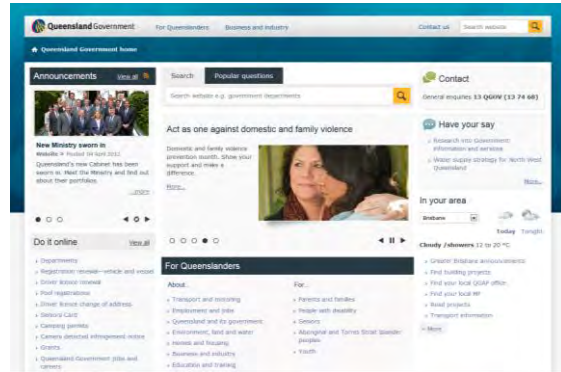 Queensland Government
For Queenslanders
Business and industry
Contact us
Search website
Queensland Government home
Announcements
View all
New Ministry sworn in
Website » Posted 04 April 2012
Queensland's new Cabinet has been
sworn in. Meet the Ministry and find out
about their portfolios.
...more
Do it online
View all
Departments
Registration renewal—vehicle and vessel
Driver licence renewal
Pool registrations
Driver licence change of address
Seniors Card
Camping permits
Camera detected infringement notice
Grants
Queensland Government jobs and
careers
Search
Popular questions
Search website e.g. government departments
Act as one against domestic and family violence
Domestic and family violence
prevention month. Show your
support and make a
difference.
More...
For Queenslanders
About...
Transport and motoring
Employment and jobs
Queensland and its government
Environment, land and water
Homes and housing
Business and industry
Education and training
For...
Parents and families
People with disability
Seniors
Aboriginal and Torres Strait Islander
peoples
Youth
Contact
General enquiries 13 QGOV (13 74 68)
Have your say
Research into Government
information and services
Water supply strategy for North West
Queensland
More...
In your area
Brisbane
Today Tonight
Cloudy /showers 12 to 20 °C
Greater Brisbane announcements
Find building projects
Find your local QGAP office
Find your local MP
Road projects
Transport information
More